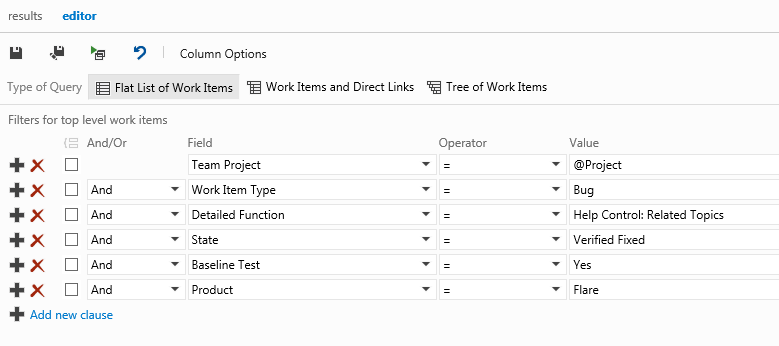 results editor
Column Options
Type of Query Flat List of Work Items Work Items and Direct Links Tree of Work Items
Filters for top level work items
And/Or Field Operator Value
Team Project = @Project
And Work Item Type = Bug
And Detailed Function = Help Control: Related Topics
And State = Verified Fixed
And Baseline Test = Yes
And Product = Flare
Add new clause